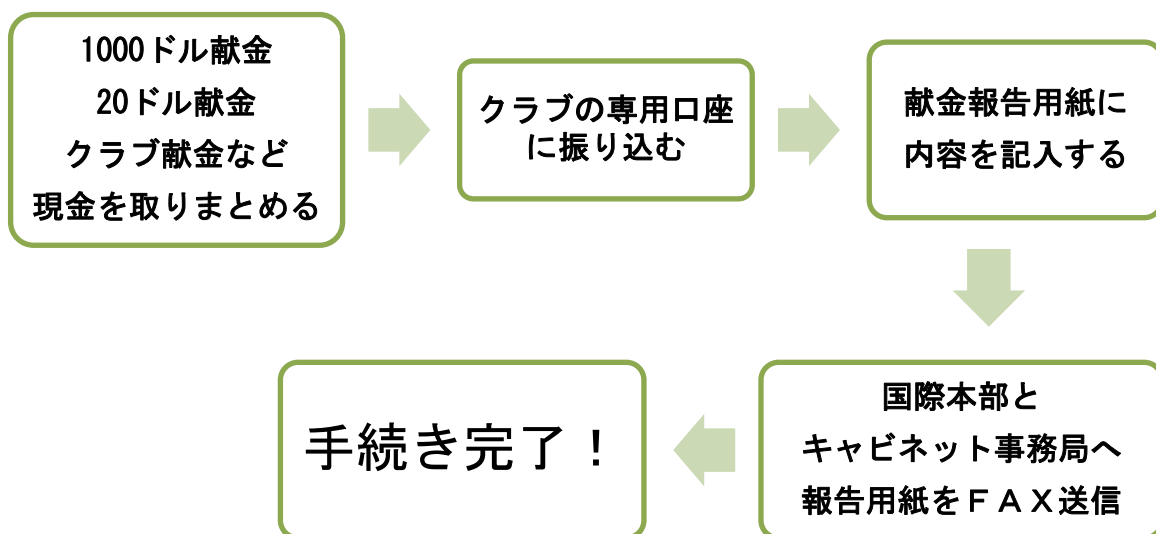 1000ドル献金
20ドル献金
クラブ献金など
現金を取りまとめる
クラブの専用口座
に振り込む
献金報告用紙に
内容を記入する
国際本部と
キャビネット事務局へ
報告用紙をＦＡＸ送信
手続き完了！